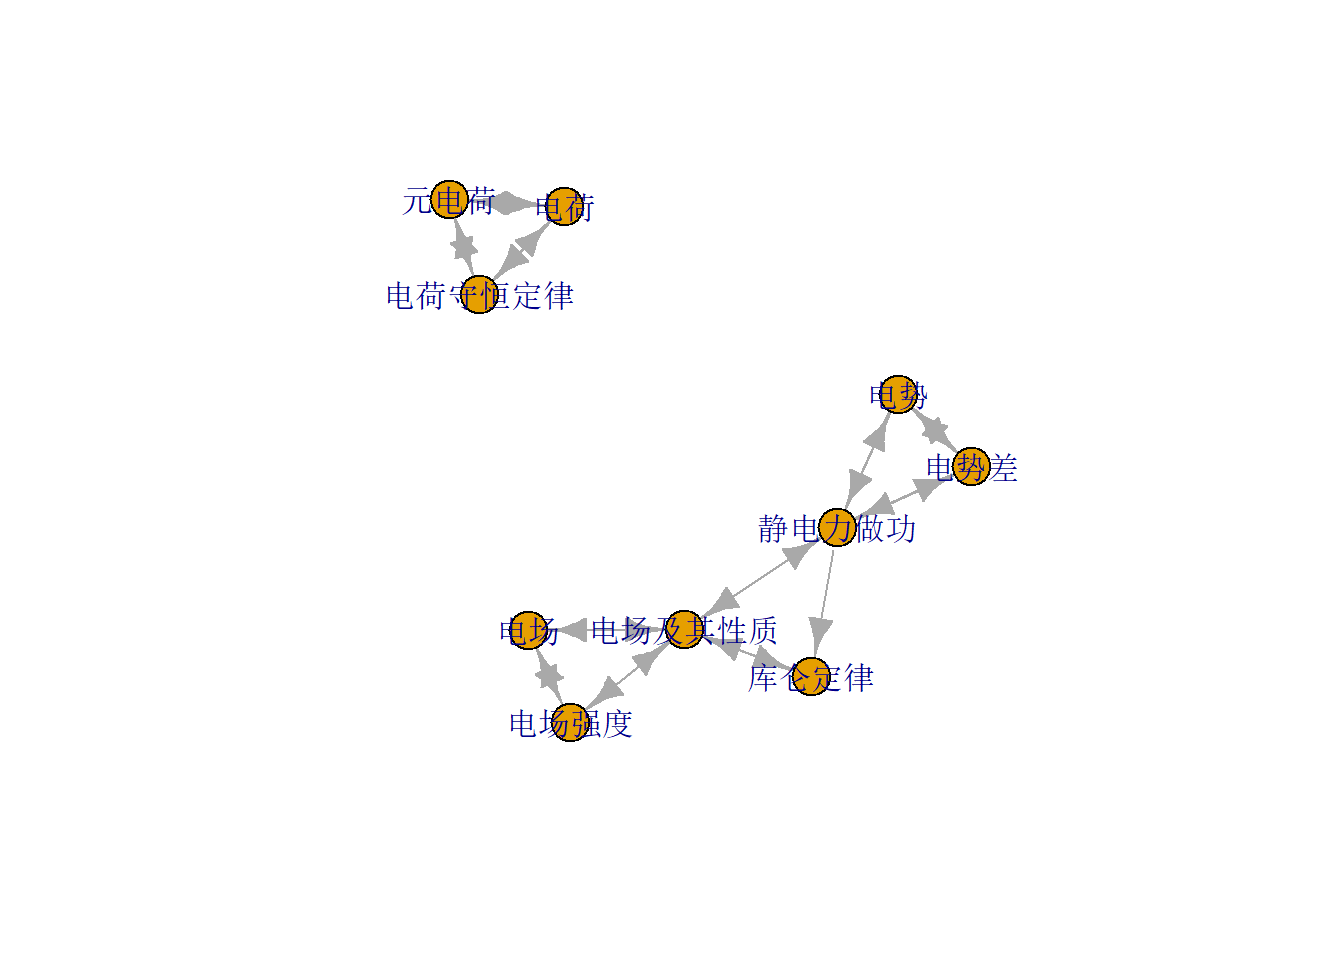 元电荷
电荷
电荷守恒定律
电势
电势差
静电力做功
电场
电场及其性质
库仑定律
电场强度